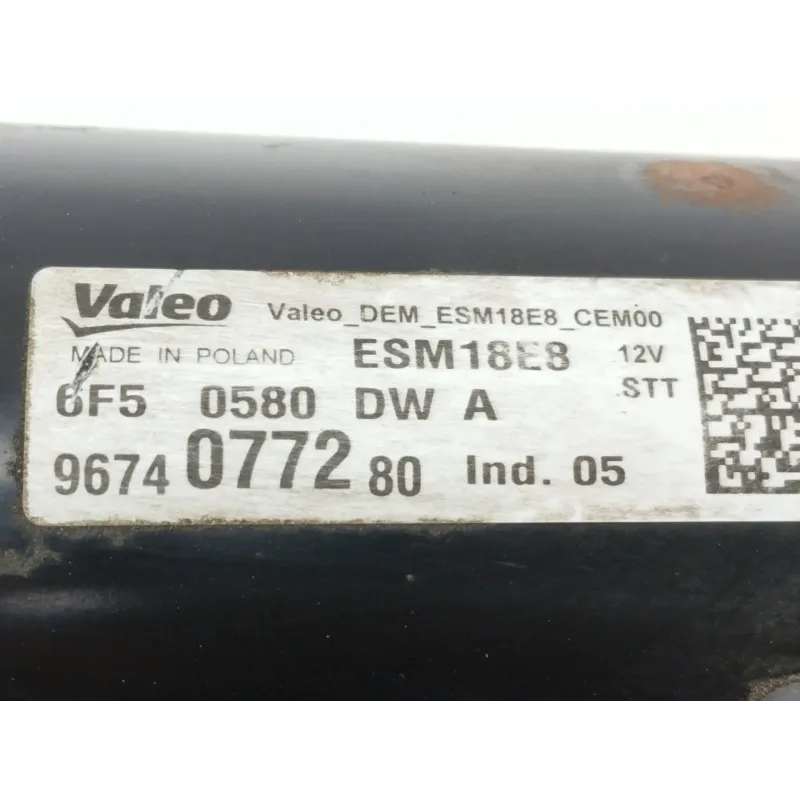 Valeo Valeo_DEM_ESM18E8_CEM00
MADE IN POLAND ESM18E8 12V
6F5 0580 DW A STT
9674 0772 80 Ind. 05